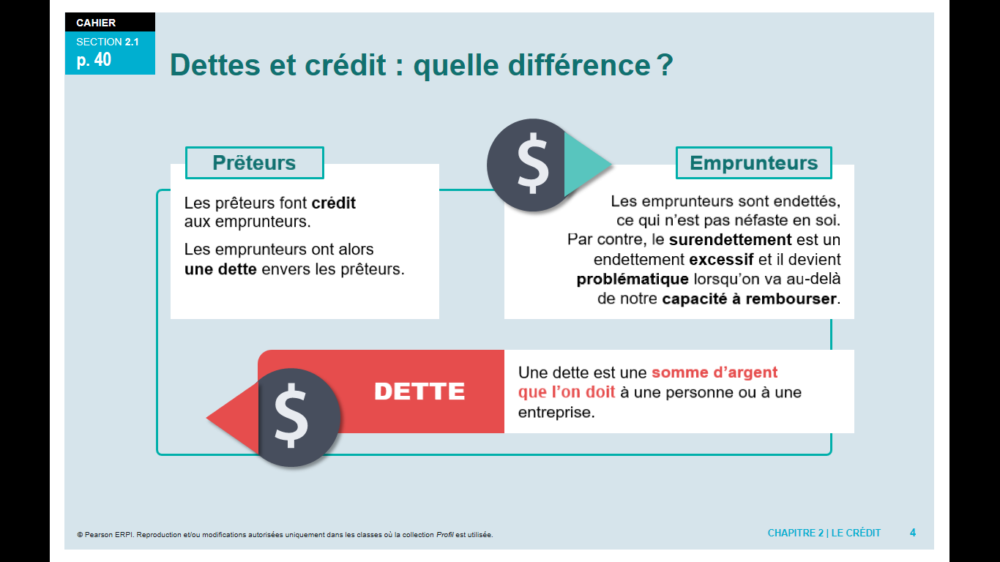 CAHIER
SECTION 2.1
p. 40
Dettes et crédit : quelle différence ?
Prêteurs
Les prêteurs font crédit
aux emprunteurs.
Les emprunteurs ont alors
une dette envers les prêteurs.
$
Emprunteurs
Les emprunteurs sont endettés,
ce qui n’est pas néfaste en soi.
Par contre, le surendettement est un
endettement excessif et il devient
problématique lorsqu’on va au-delà
de notre capacité à rembourser.
$
DETTE
Une dette est une somme d’argent
que l’on doit à une personne ou à une
entreprise.
© Pearson ERPI. Reproduction et/ou modifications autorisées uniquement dans les classes où la collection Profil est utilisée.
CHAPITRE 2 | LE CRÉDIT 4